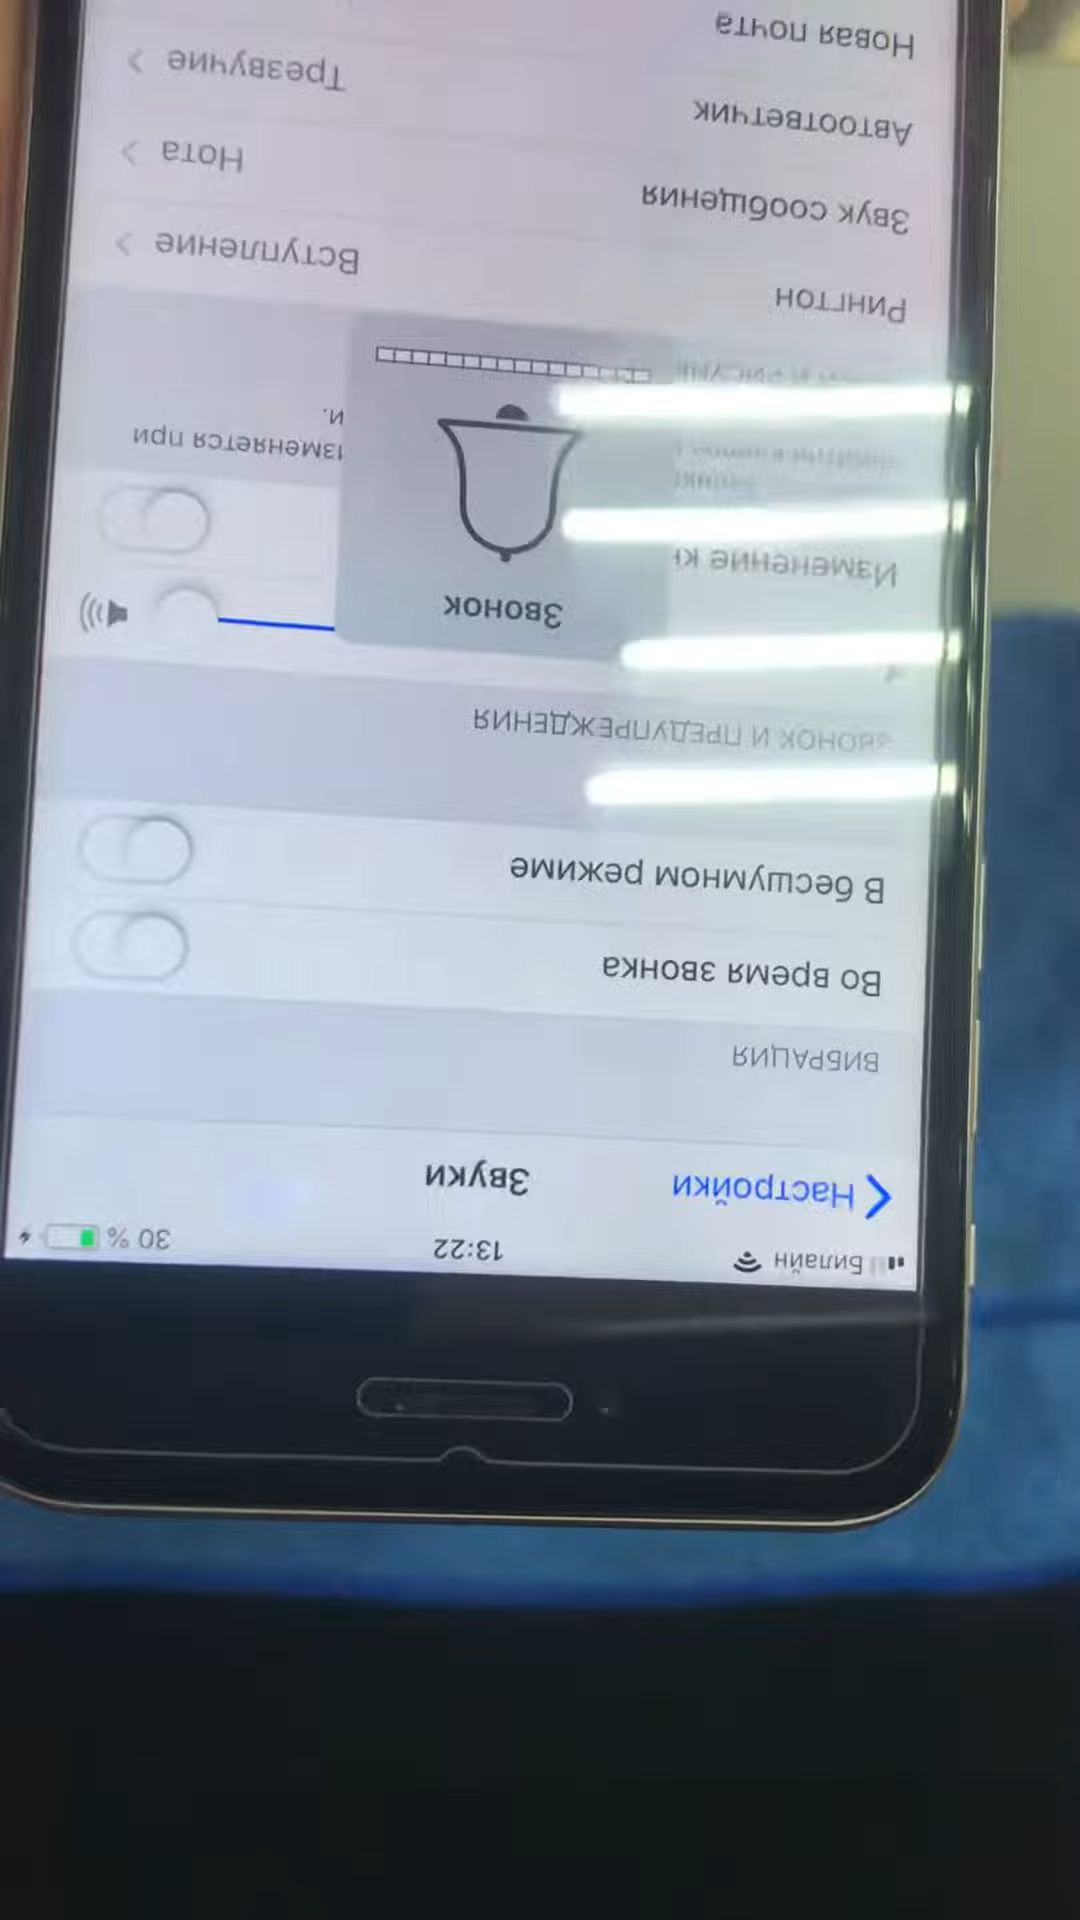 Билайн 13:22 30 %
Настройки Звуки
ВИБРАЦИЯ
Во время звонка
В бесшумном режиме
ЗВОНОК И ПРЕДУПРЕЖДЕНИЯ
Звонок
Изменение к
изменяется при
и.
Рингтон Вступление
Звук сообщения Нота
Автоответчик Трезвучие
Новая почта